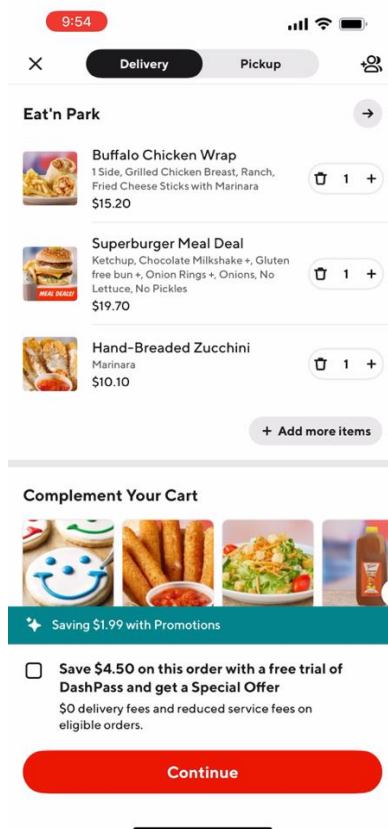 9:54
Delivery
Pickup
Eat'n Park
Buffalo Chicken Wrap
1 Side, Grilled Chicken Breast, Ranch,
Fried Cheese Sticks with Marinara
$15.20
1
Superburger Meal Deal
Ketchup, Chocolate Milkshake +, Gluten
free bun +, Onion Rings +, Onions, No
Lettuce, No Pickles
$19.70
MEAL DEALS!
1
Hand-Breaded Zucchini
Marinara
$10.10
1
+ Add more items
Complement Your Cart
Saving $1.99 with Promotions
Save $4.50 on this order with a free trial of
DashPass and get a Special Offer
$0 delivery fees and reduced service fees on
eligible orders.
Continue